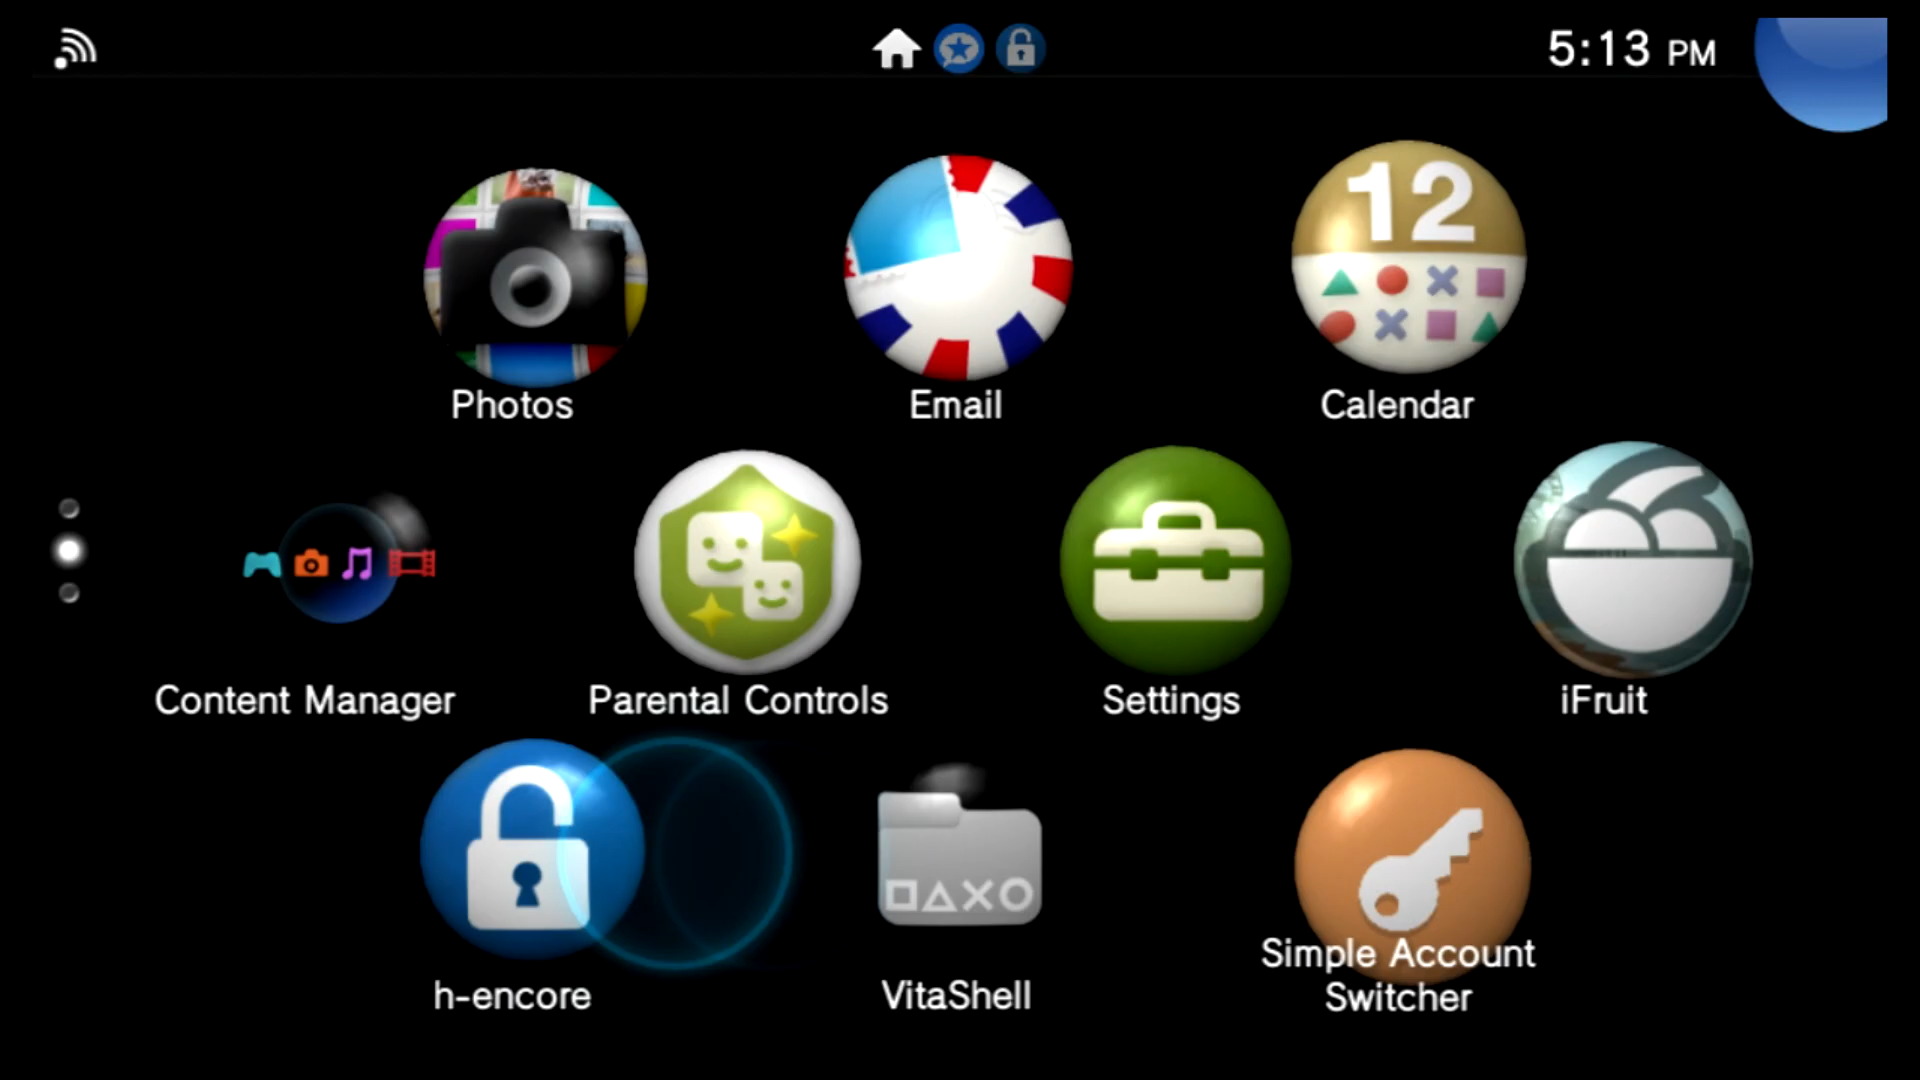 5:13 PM
12
Photos
Email
Calendar
Content Manager
Parental Controls
Settings
iFruit
h-encore
VitaShell
Simple Account
Switcher